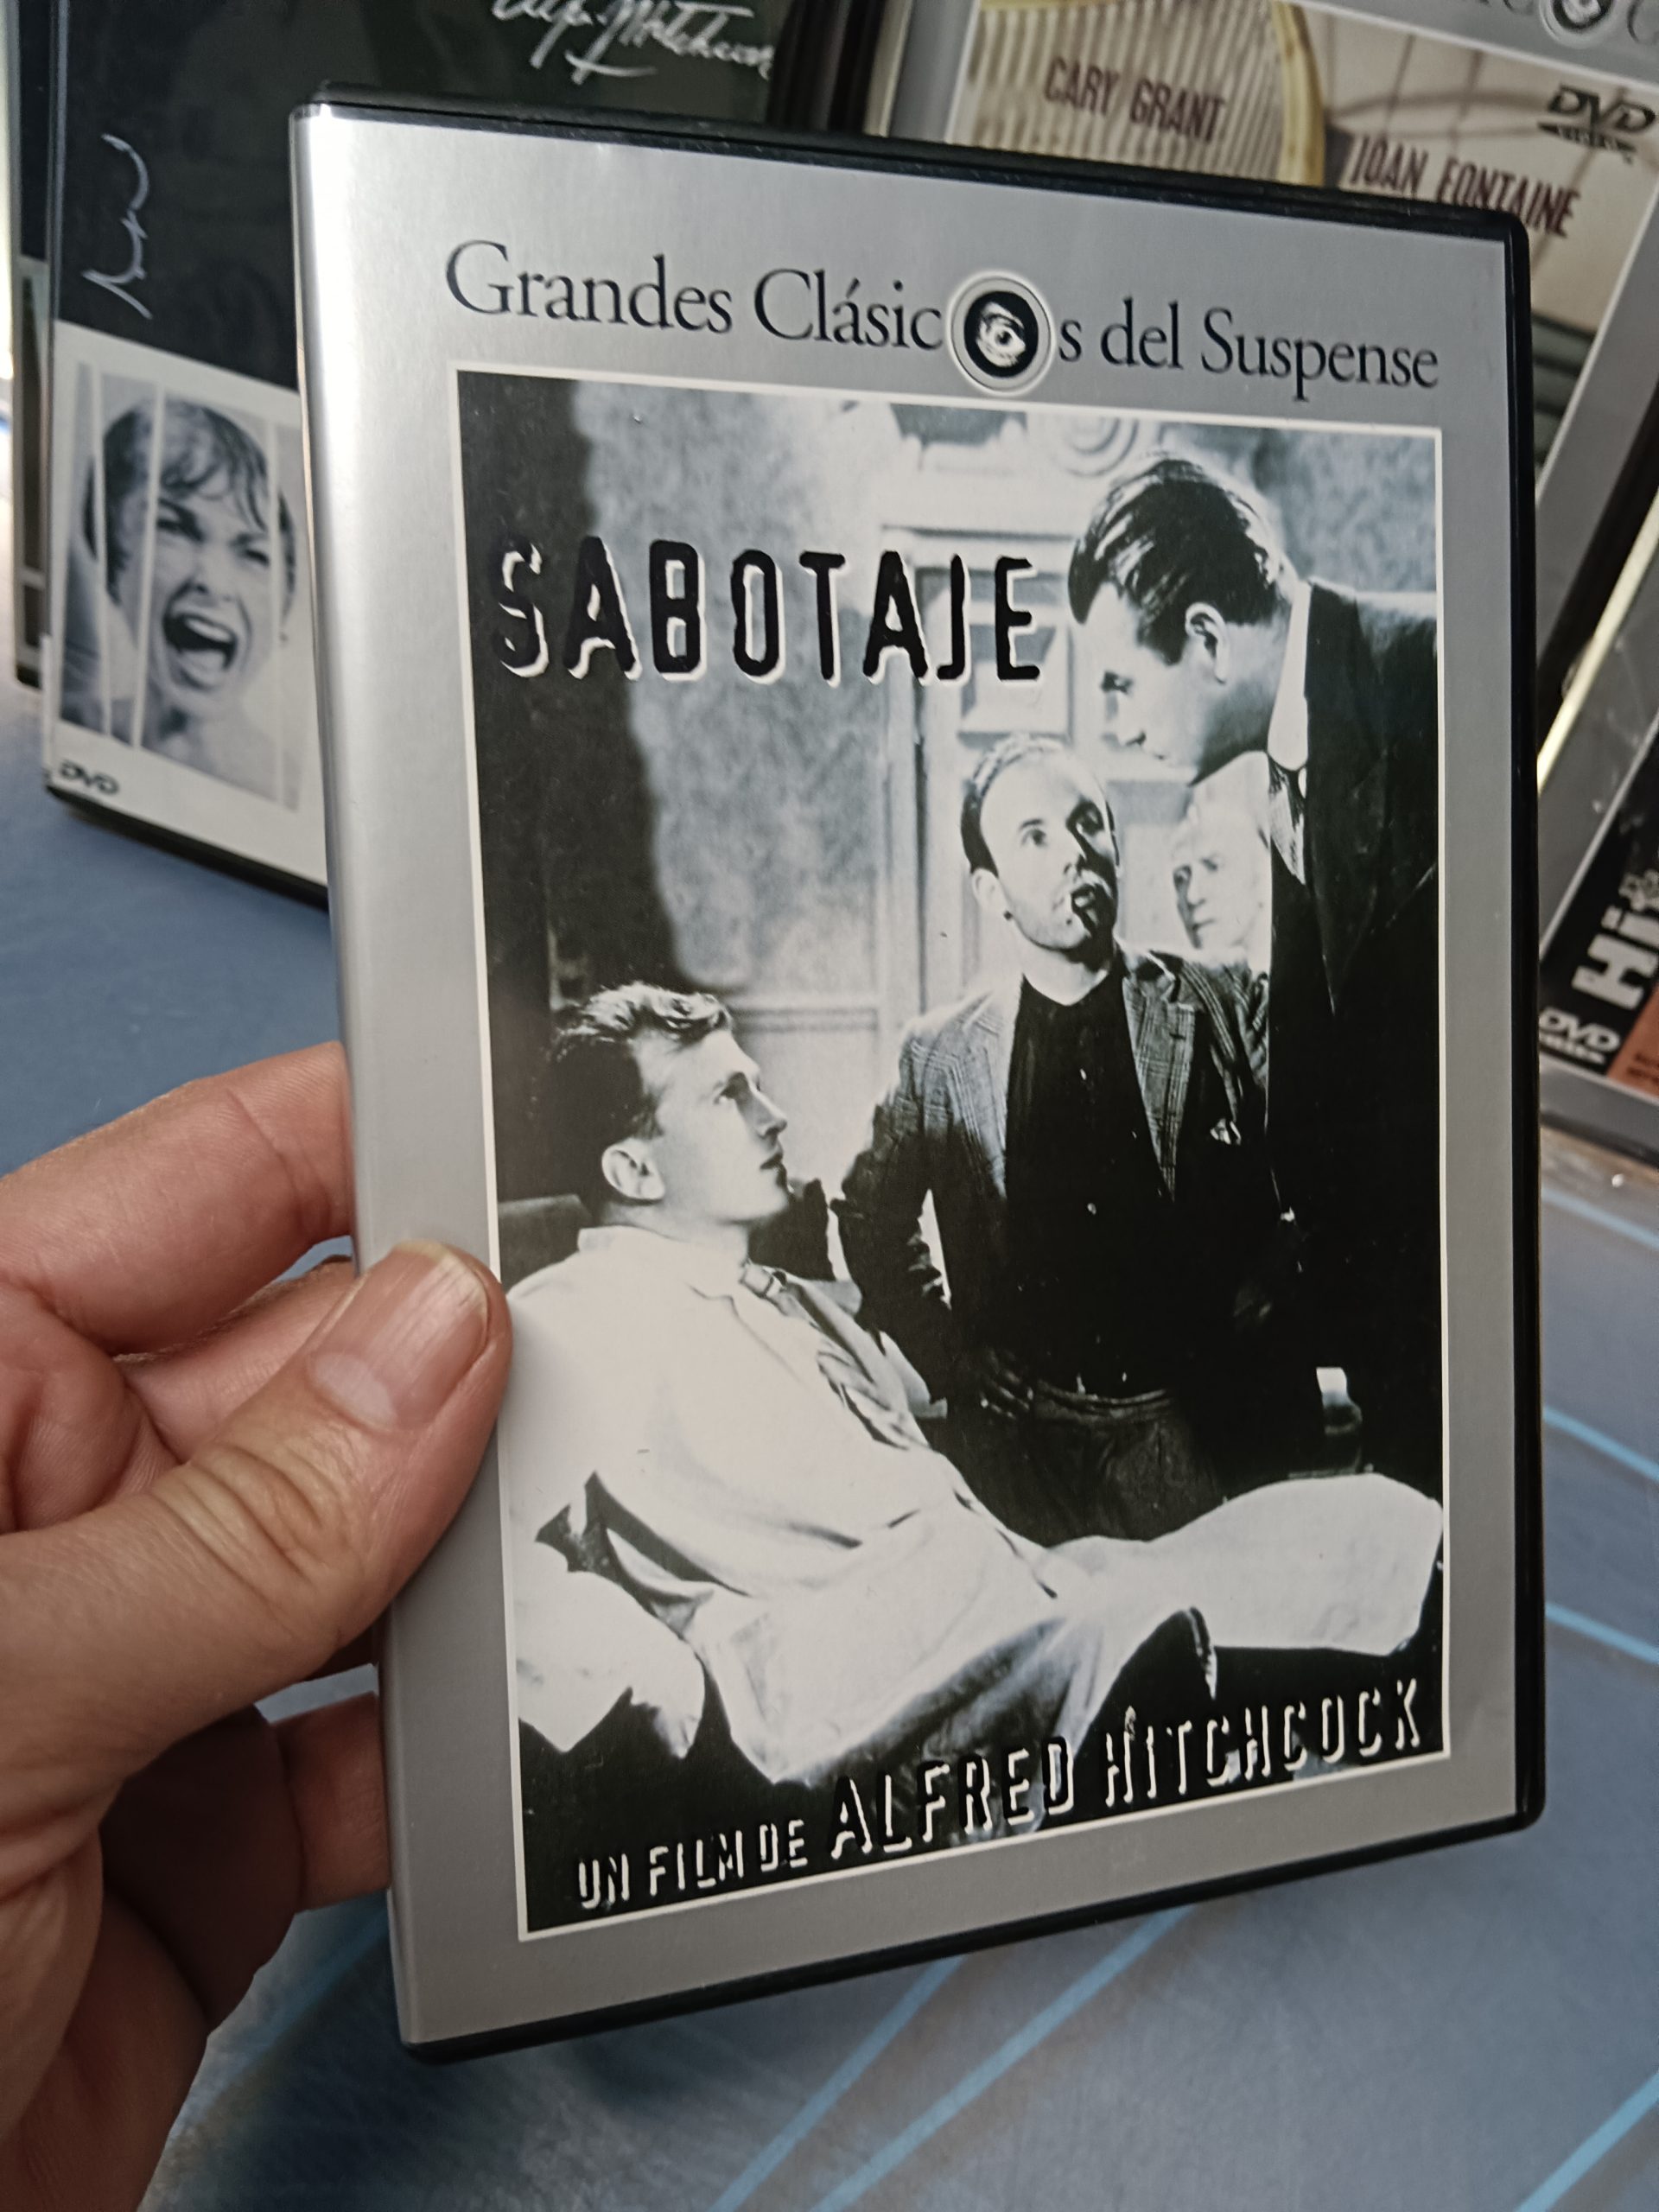 CARY GRANT
JOAN FONTAINE
DVD
Grandes Clásicos del Suspense
SABOTAJE
UN FILM DE ALFRED HITCHCOCK
DVD
DVD